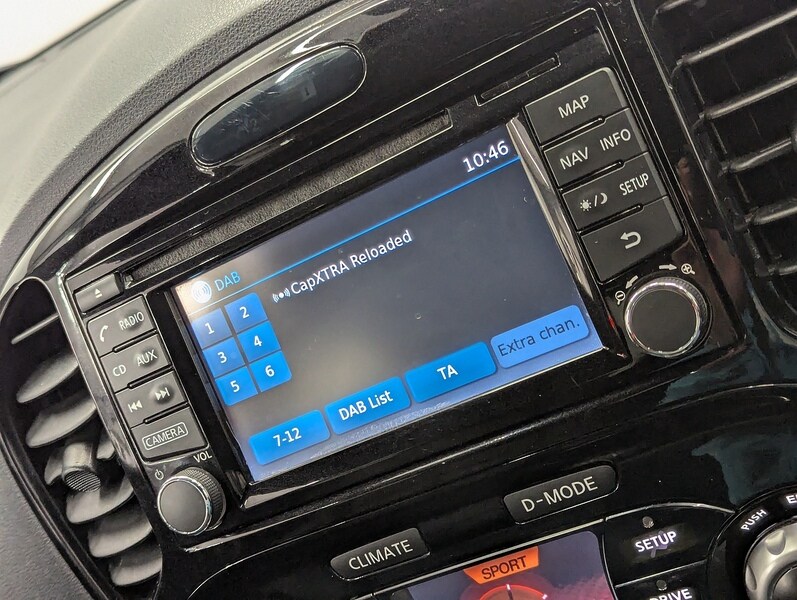 MAP
NAV INFO
SETUP
10:46
DAB
CapXTRA Reloaded
1 2
3 4
5 6
7-12
DAB List
TA
Extra chan.
RADIO
CD AUX
CAMERA
VOL
CLIMATE
D-MODE
SPORT
SETUP
DRIVE
PUSH